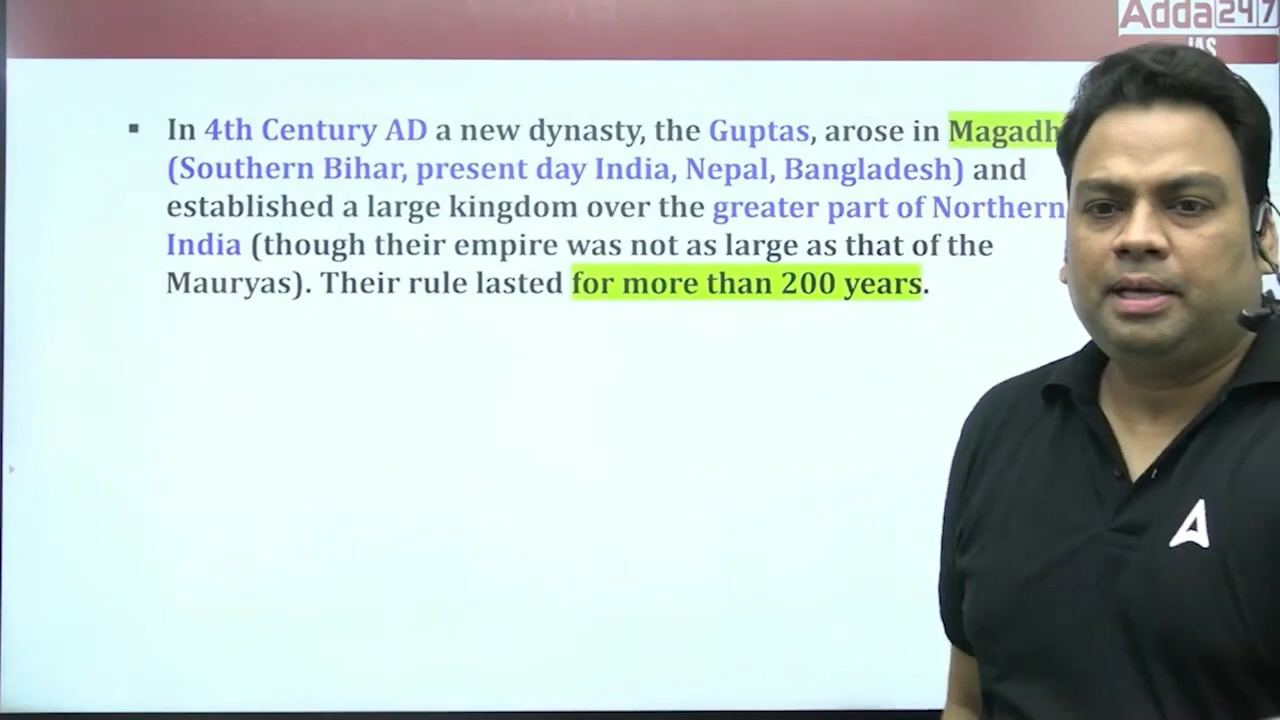 Adda247
IAS
▪ In 4th Century AD a new dynasty, the Guptas, arose in Magadh
(Southern Bihar, present day India, Nepal, Bangladesh) and
established a large kingdom over the greater part of Northern
India (though their empire was not as large as that of the
Mauryas). Their rule lasted for more than 200 years.